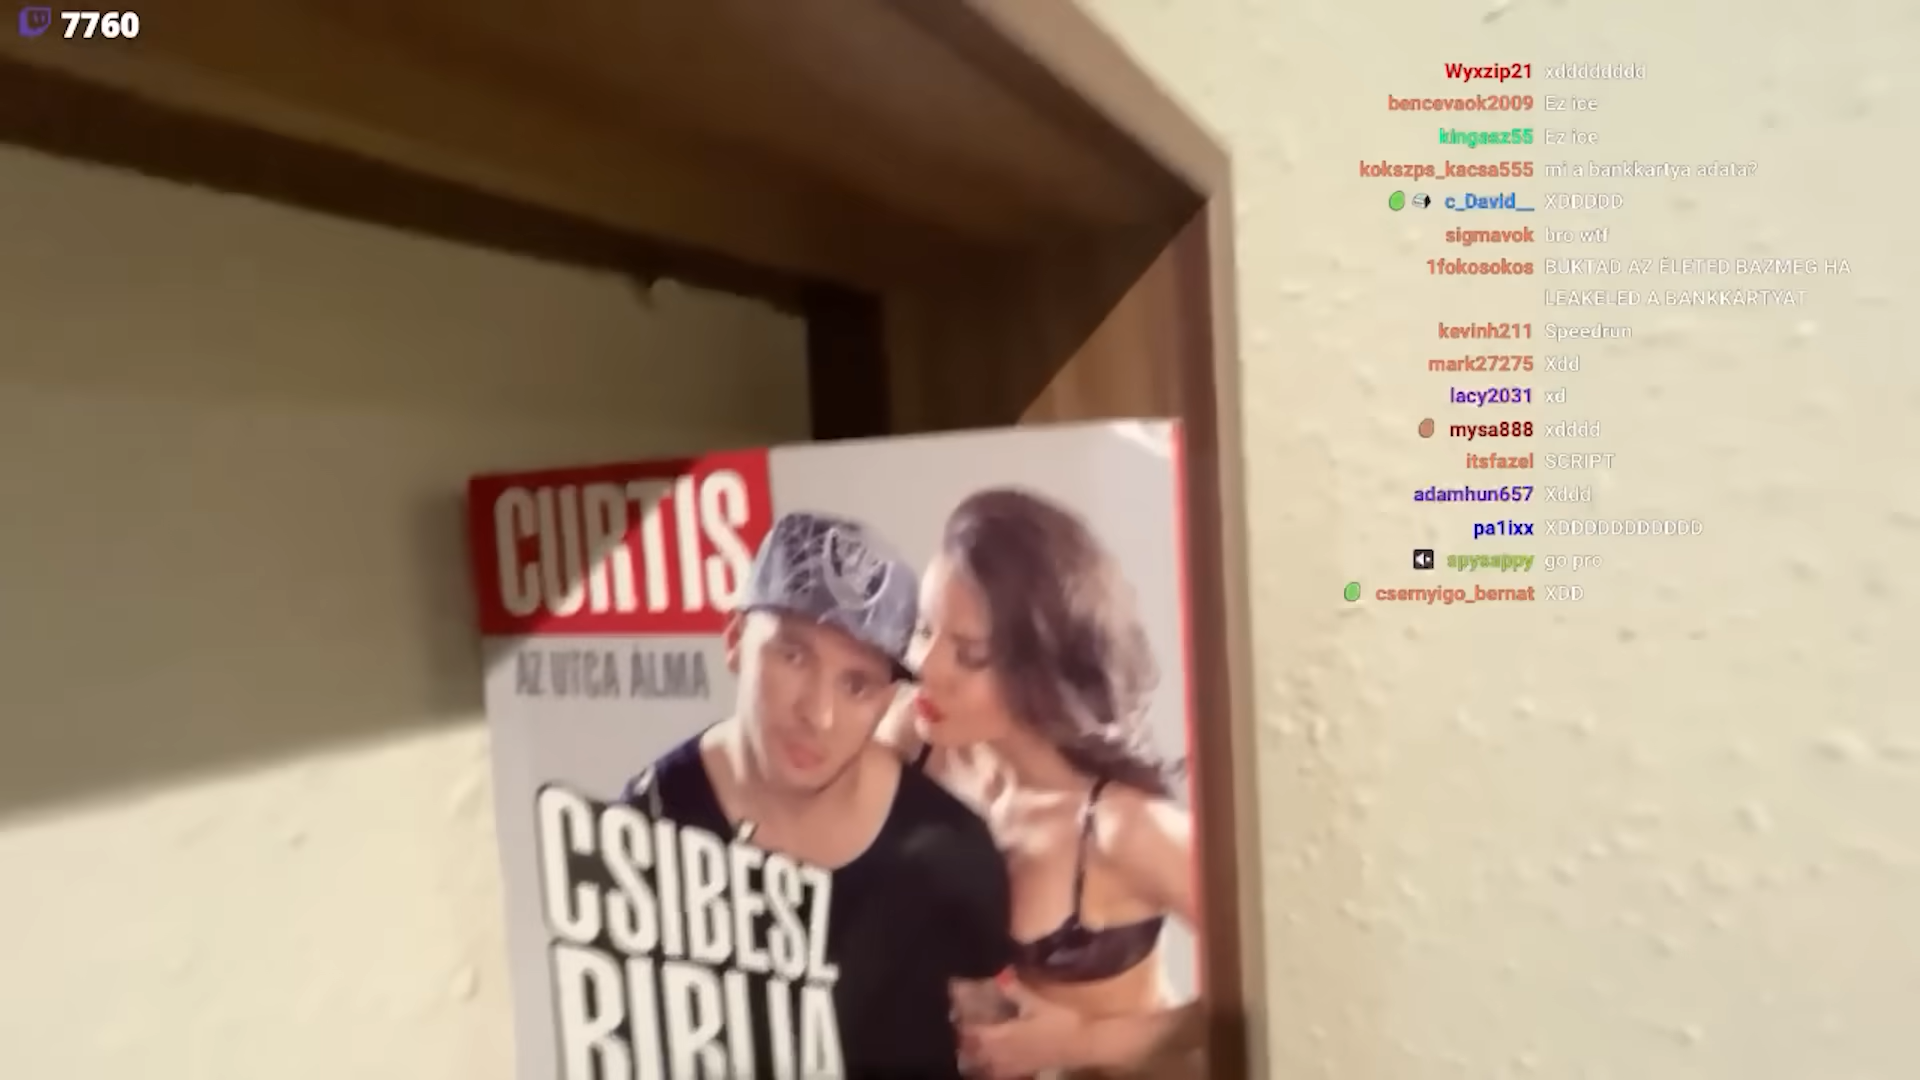 7760
Wyxzip21 xdddddddd
bencevaok2009 Ez ice
kingasz55 Ez ice
kokszps_kacsa555 mi a bankkartya adata?
c_David__ XDDDDD
sigmavok bro wtf
1fokosokos BUKTAD AZ ÉLETED BAZMEG HA
LEAKELED A BANKKÁRTYÁT
kevinh211 Speedrun
mark27275 Xdd
lacy2031 xd
mysa888 xdddd
itsfazel SCRIPT
adamhun657 Xddd
pa1ixx XDDDDDDDDDDD
spysappy go pro
csernyigo_bernat XDD
CURTIS
AZ UTCA ÁLMA
CSIBÉSZ
BIBLIA